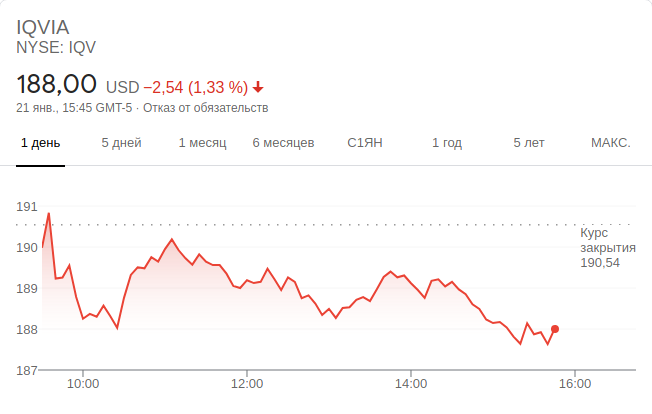 IQVIA
NYSE: IQV
188,00 USD −2,54 (1,33 %)
21 янв., 15:45 GMT-5 · Отказ от обязательств
1 день 5 дней 1 месяц 6 месяцев С1ЯН 1 год 5 лет МАКС.
191
190
189
188
187
Курс
закрытия
190,54
10:00 12:00 14:00 16:00